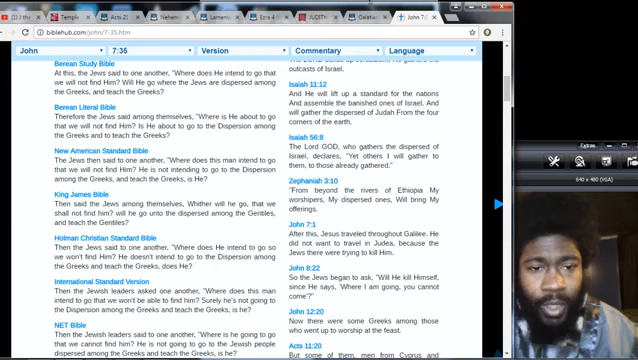 Temple
Acts 21
Nehem
Lament
Ezra 4
JUDITH
Galatia
John 7:
biblehub.com/john/7-35.htm
John
7:35
Version
Commentary
Language
Berean Study Bible
At this, the Jews said to one another, "Where does He intend to go that
we will not find Him? Will He go where the Jews are dispersed among
the Greeks, and teach the Greeks?
Berean Literal Bible
Therefore the Jews said among themselves, "Where is He about to go
that we will not find Him? Is He about to go to the Dispersion among
the Greeks and to teach the Greeks?
New American Standard Bible
The Jews then said to one another, "Where does this man intend to go
that we will not find Him? He is not intending to go to the Dispersion
among the Greeks, and teach the Greeks, is He?
King James Bible
Then said the Jews among themselves, Whither will he go, that we
shall not find him? will he go unto the dispersed among the Gentiles,
and teach the Gentiles?
Holman Christian Standard Bible
Then the Jews said to one another, "Where does He intend to go so
we won't find Him? He doesn't intend to go to the Dispersion among
the Greeks and teach the Greeks, does He?
International Standard Version
Then the Jewish leaders asked one another, "Where does this man
intend to go that we won't be able to find him? Surely he's not going to
the Dispersion among the Greeks, and teach the Greeks, is he?
NET Bible
Then the Jewish leaders said to one another, "Where is he going to go
that we cannot find him? He is not going to go to the Jewish people
dispersed among the Greeks and teach the Greeks, is he?
outcasts of Israel.
Isaiah 11:12
And He will lift up a standard for the nations
And assemble the banished ones of Israel, And
will gather the dispersed of Judah From the four
corners of the earth.
Isaiah 56:8
The Lord GOD, who gathers the dispersed of
Israel, declares, "Yet others I will gather to
them, to those already gathered."
Zephaniah 3:10
"From beyond the rivers of Ethiopia My
worshipers, My dispersed ones, Will bring My
offerings.
John 7:1
After this, Jesus traveled throughout Galilee. He
did not want to travel in Judea, because the
Jews there were trying to kill Him.
John 8:22
So the Jews began to ask, "Will He kill Himself,
since He says, 'Where I am going, you cannot
come'?"
John 12:20
Now there were some Greeks among those
who went up to worship at the feast.
Acts 11:20
But some of them, men from Cyprus and
Extras
640 x 480 (VGA)